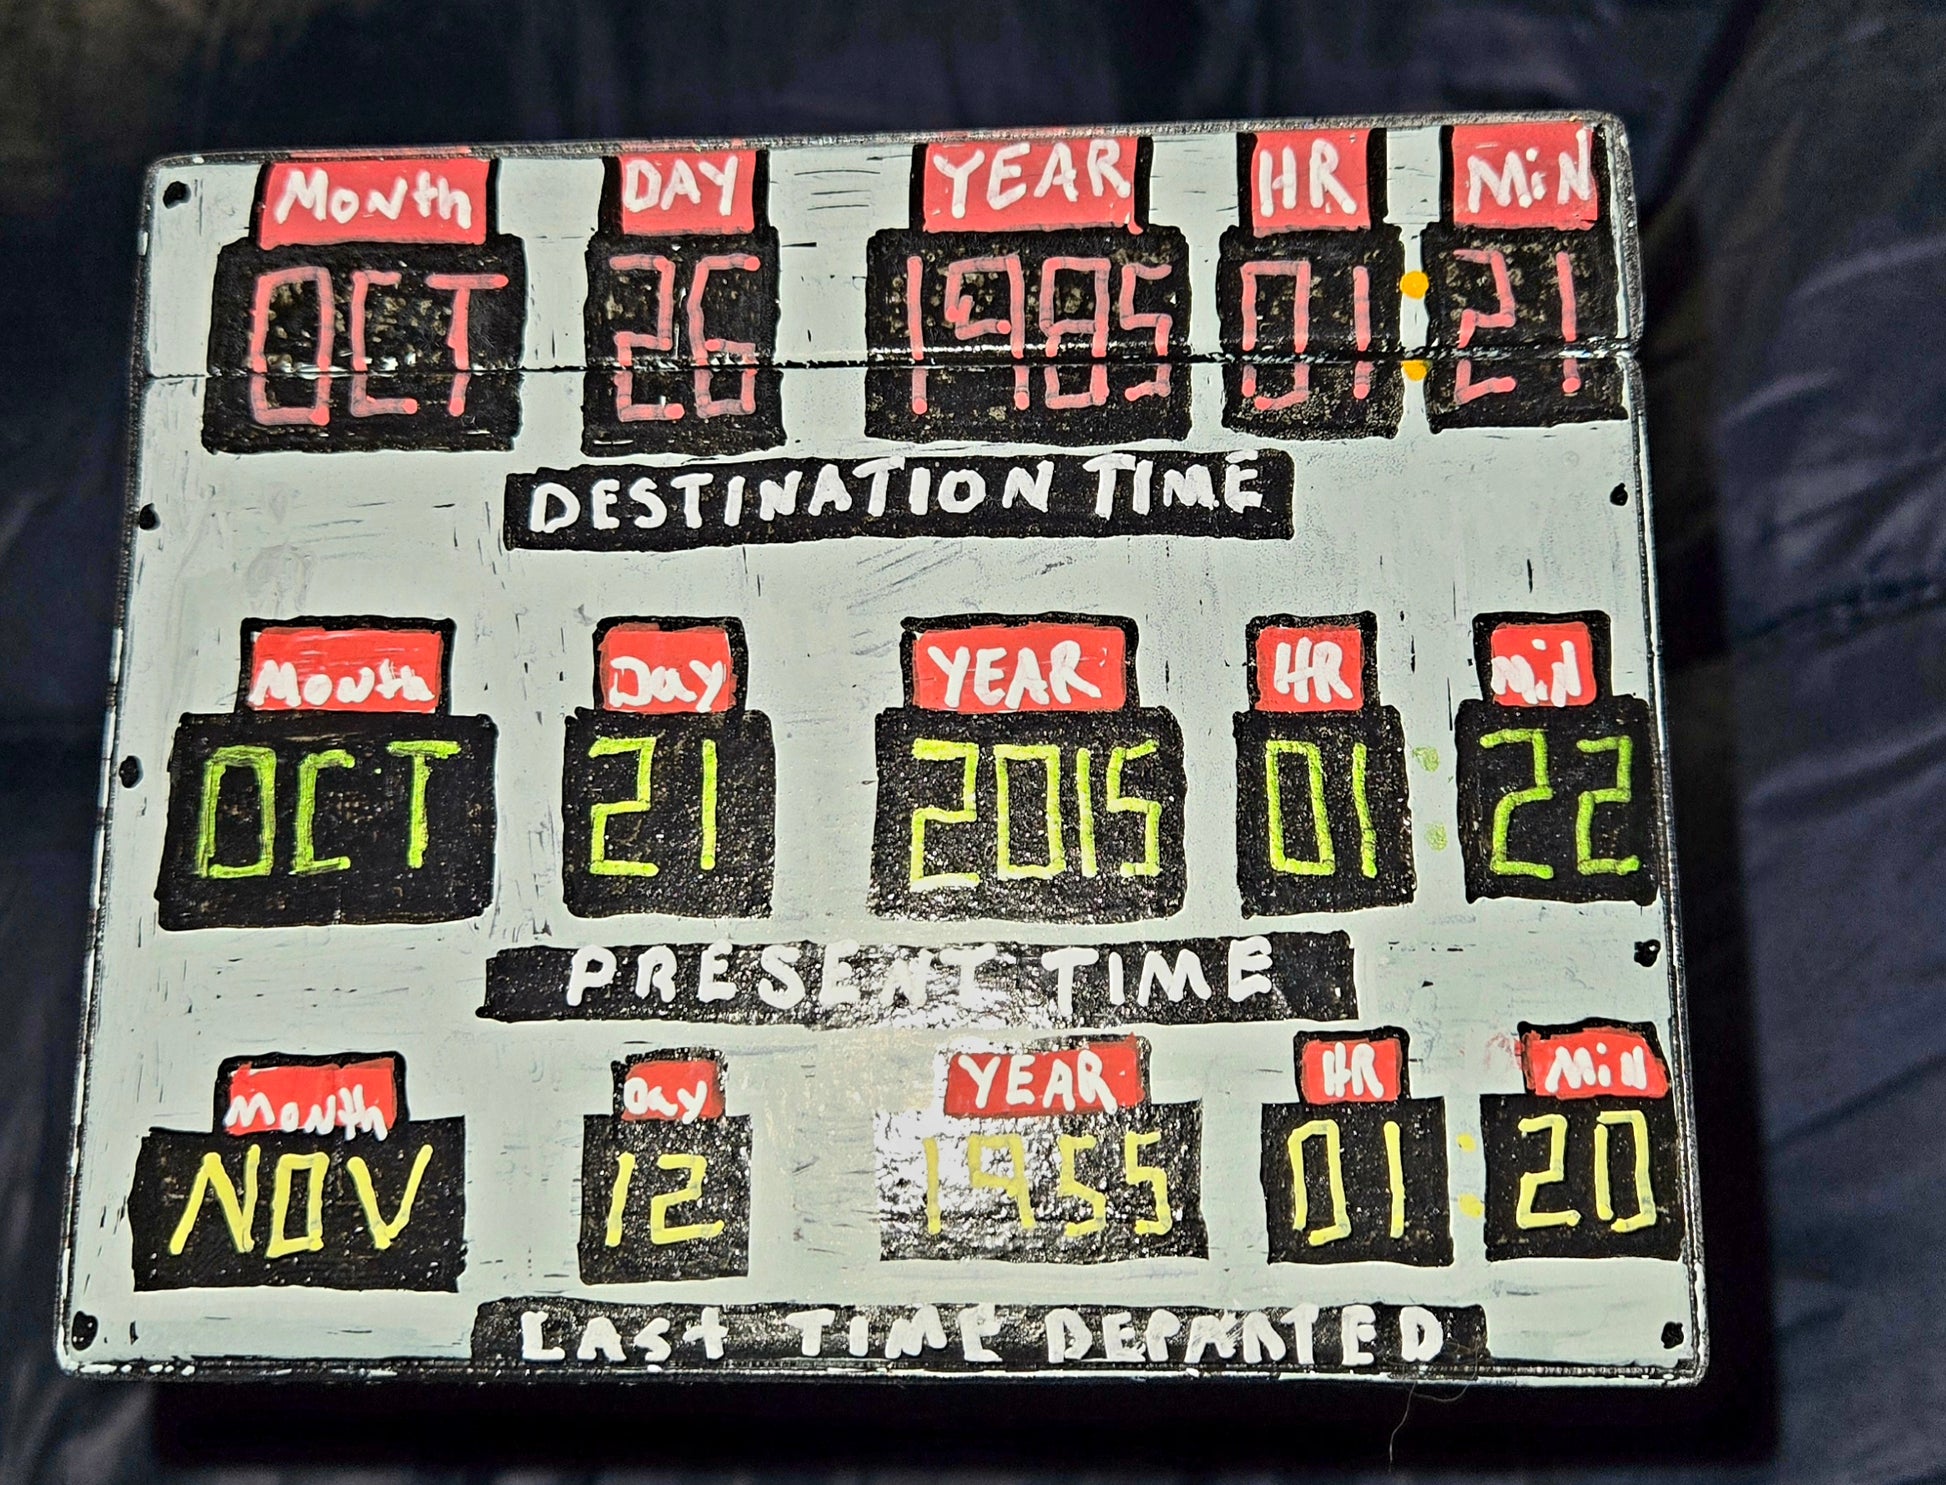 Month DAY YEAR HR MiN
OCT 26 1985 01:21
DESTINATION TIME
Month Day YEAR HR MiN
OCT 21 2015 01:22
PRESENT TIME
Month Day YEAR HR MiN
NOV 12 1955 01:20
LASt TIME DEPARTED